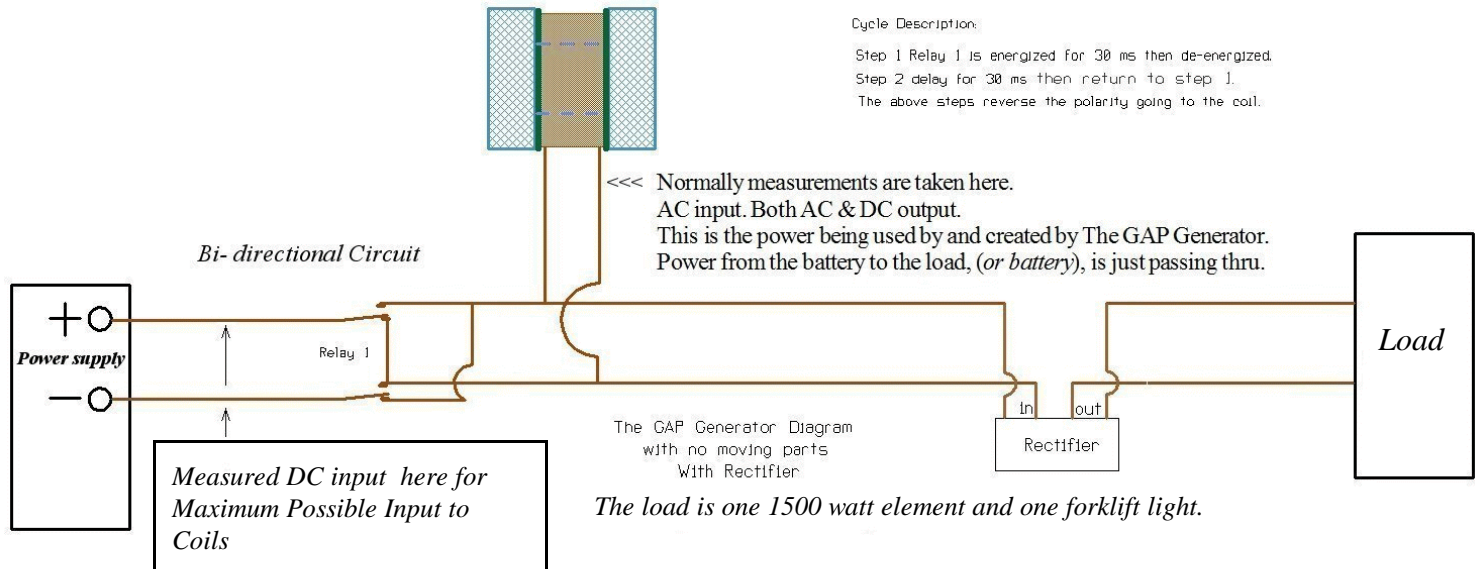 Cycle Description:
Step 1 Relay 1 is energized for 30 ms then de-energized.
Step 2 delay for 30 ms then return to step 1.
The above steps reverse the polarity going to the coil.
<<< Normally measurements are taken here.
AC input. Both AC & DC output.
This is the power being used by and created by The GAP Generator.
Power from the battery to the load, (or battery), is just passing thru.
Bi- directional Circuit
+
Power supply
−
Relay 1
Load
in out
Rectifier
The GAP Generator Diagram
with no moving parts
With Rectifier
Measured DC input here for
Maximum Possible Input to
Coils
The load is one 1500 watt element and one forklift light.